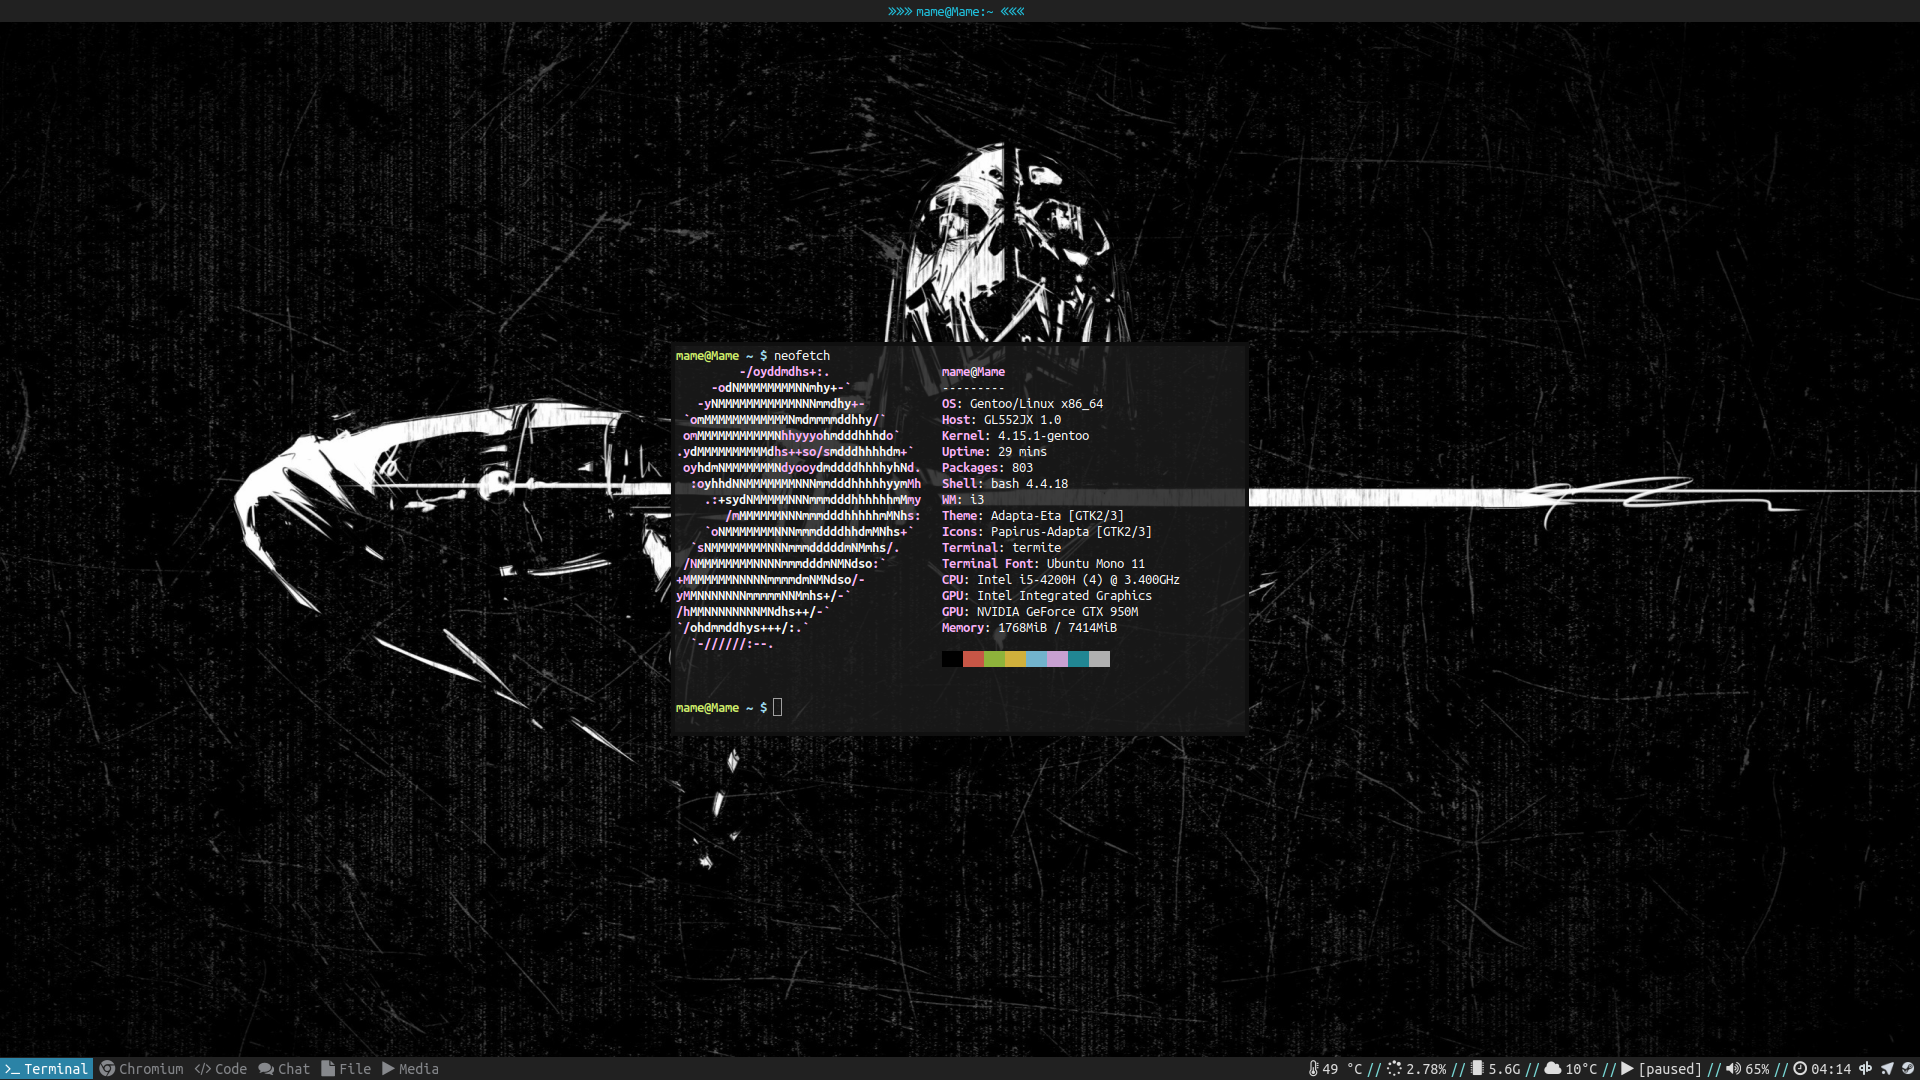 mame@Mame:~
mame@Mame ~ $ neofetch
-/oyddmdhs+:.
-odNMMMMMMMMNNmhy+-`
-yNMMMMMMMMMMMNNNmmdhy+-
`omMMMMMMMMMMMMNmdmmmmddhhy/`
omMMMMMMMMMMMNhhyyyohmdddhhhdo`
.ydMMMMMMMMMMdhs++so/smdddhhhhdm+`
oyhdmNMMMMMMMNdyooydmddddhhhhyhNd.
:oyhhdNNMMMMMMMNNNmmdddhhhhhyymMh
.:+sydNMMMMMNNNmmmdddhhhhhhmMmy
/mMMMMMMNNNmmmdddhhhhhmMNhs:
`oNMMMMMMMNNNmmmddddhhdmMNhs+`
`sNMMMMMMMMNNNmmmdddddmNMmhs/.
/NMMMMMMMMNNNNmmmdddmNMNdso:`
+MMMMMMMNNNNNmmmmdmNMNdso/-
yMMNNNNNNNmmmmmNNMmhs+/-`
/hMMNNNNNNNNMNdhs++/-`
`/ohdmmddhys+++/:.`
`-//////:--.
mame@Mame
---------
OS: Gentoo/Linux x86_64
Host: GL552JX 1.0
Kernel: 4.15.1-gentoo
Uptime: 29 mins
Packages: 803
Shell: bash 4.4.18
WM: i3
Theme: Adapta-Eta [GTK2/3]
Icons: Papirus-Adapta [GTK2/3]
Terminal: termite
Terminal Font: Ubuntu Mono 11
CPU: Intel i5-4200H (4) @ 3.400GHz
GPU: Intel Integrated Graphics
GPU: NVIDIA GeForce GTX 950M
Memory: 1768MiB / 7414MiB
mame@Mame ~ $
Terminal Chromium Code Chat File Media 49 °C // 2.78% // 5.6G // 10°C // [paused] // 65% // 04:14